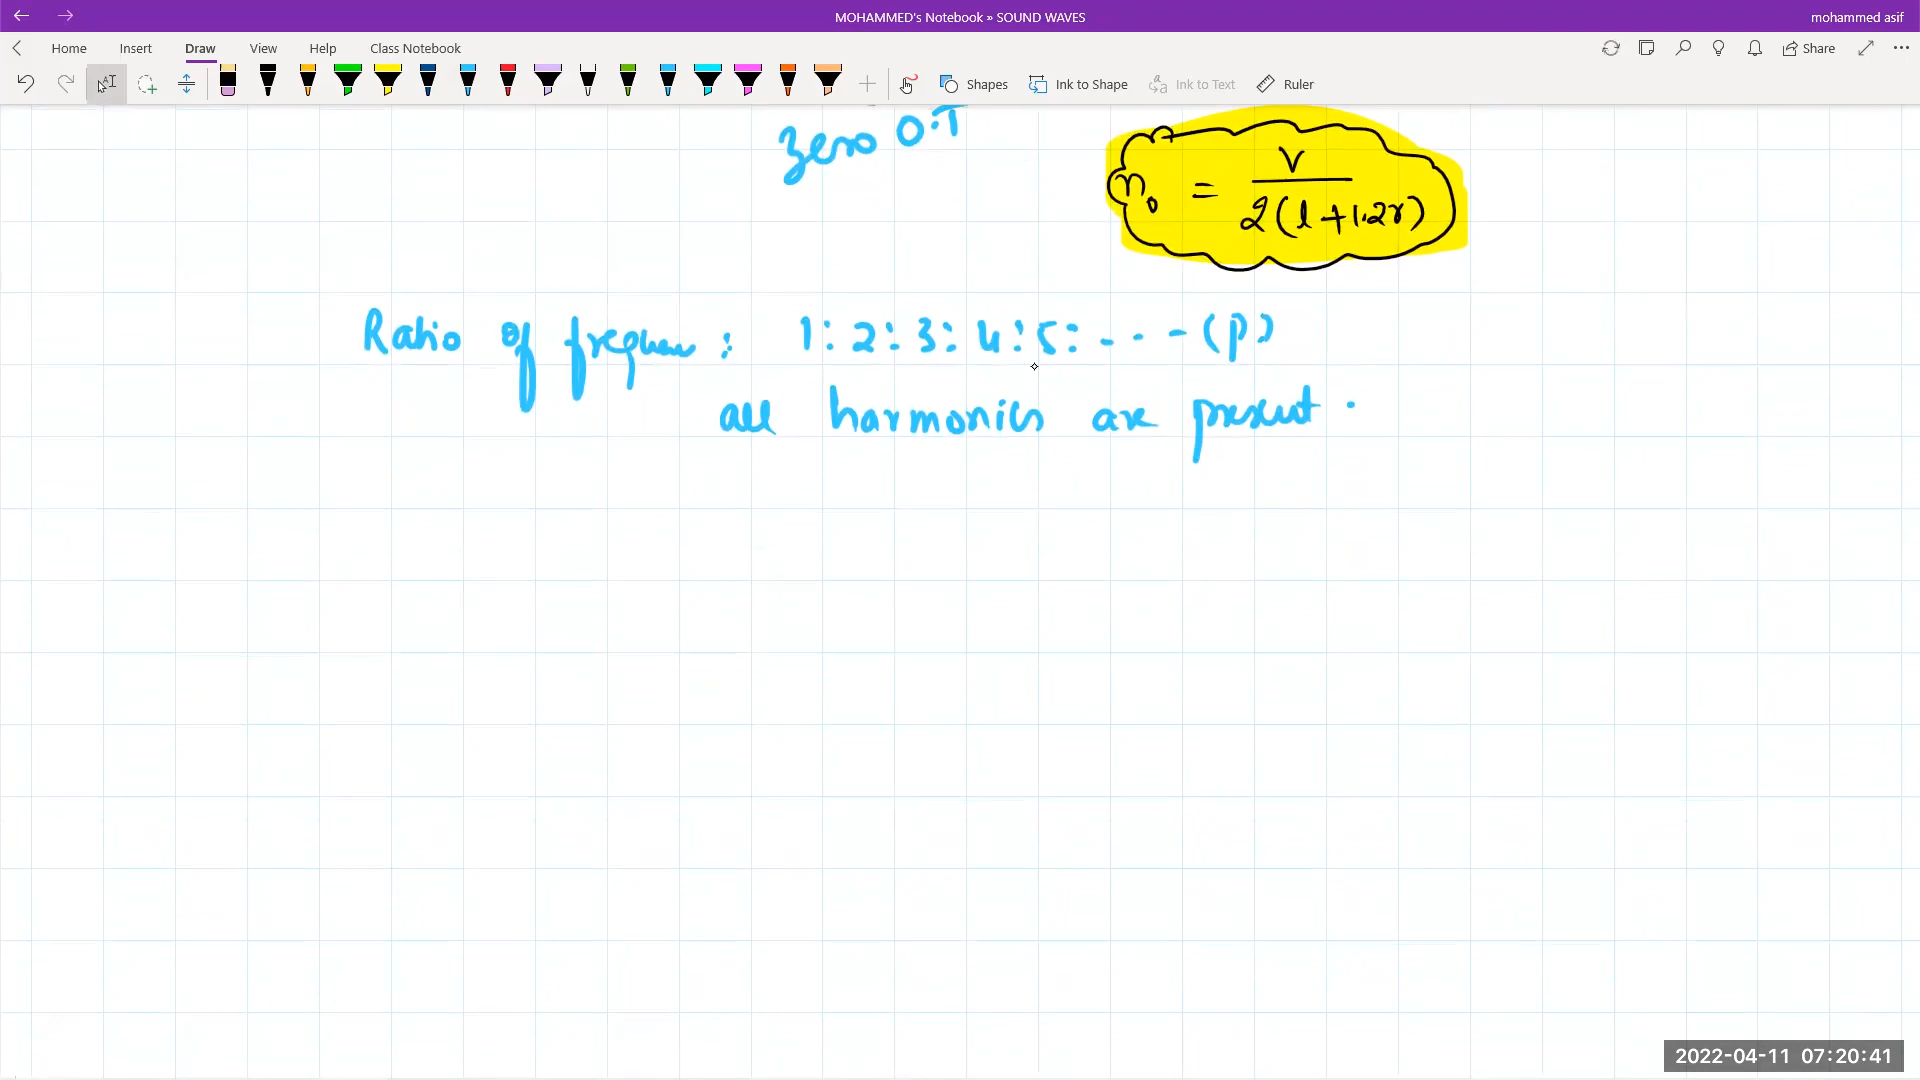 MOHAMMED's Notebook » SOUND WAVES
mohammed asif
Home Insert Draw View Help Class Notebook
Share
Shapes Ink to Shape Ink to Text Ruler
zero O.T
n₀ = v / 2(l+1.2r)
Ratio of frequen : 1:2:3:4:5: - - - (p)
all harmonics are present.
2022-04-11 07:20:41